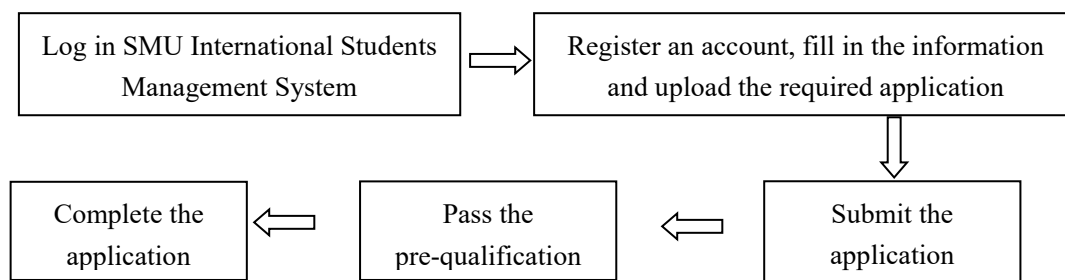 Log in SMU International Students
Management System
Register an account, fill in the information
and upload the required application
Submit the
application
Pass the
pre-qualification
Complete the
application